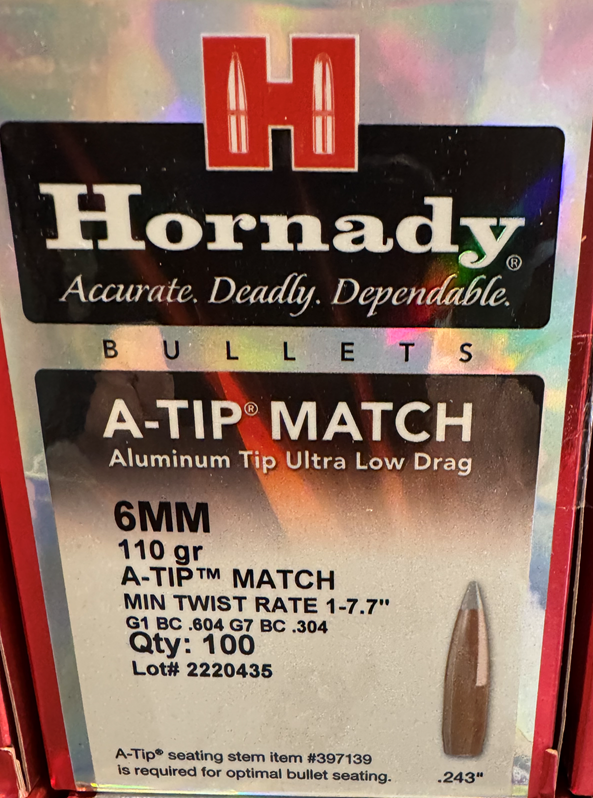 H
Hornady®
Accurate. Deadly. Dependable.
BULLETS
A-TIP® MATCH
Aluminum Tip Ultra Low Drag
6MM
110 gr
A-TIP™ MATCH
MIN TWIST RATE 1-7.7"
G1 BC .604 G7 BC .304
Qty: 100
Lot# 2220435
A-Tip® seating stem item #397139
is required for optimal bullet seating.
.243"